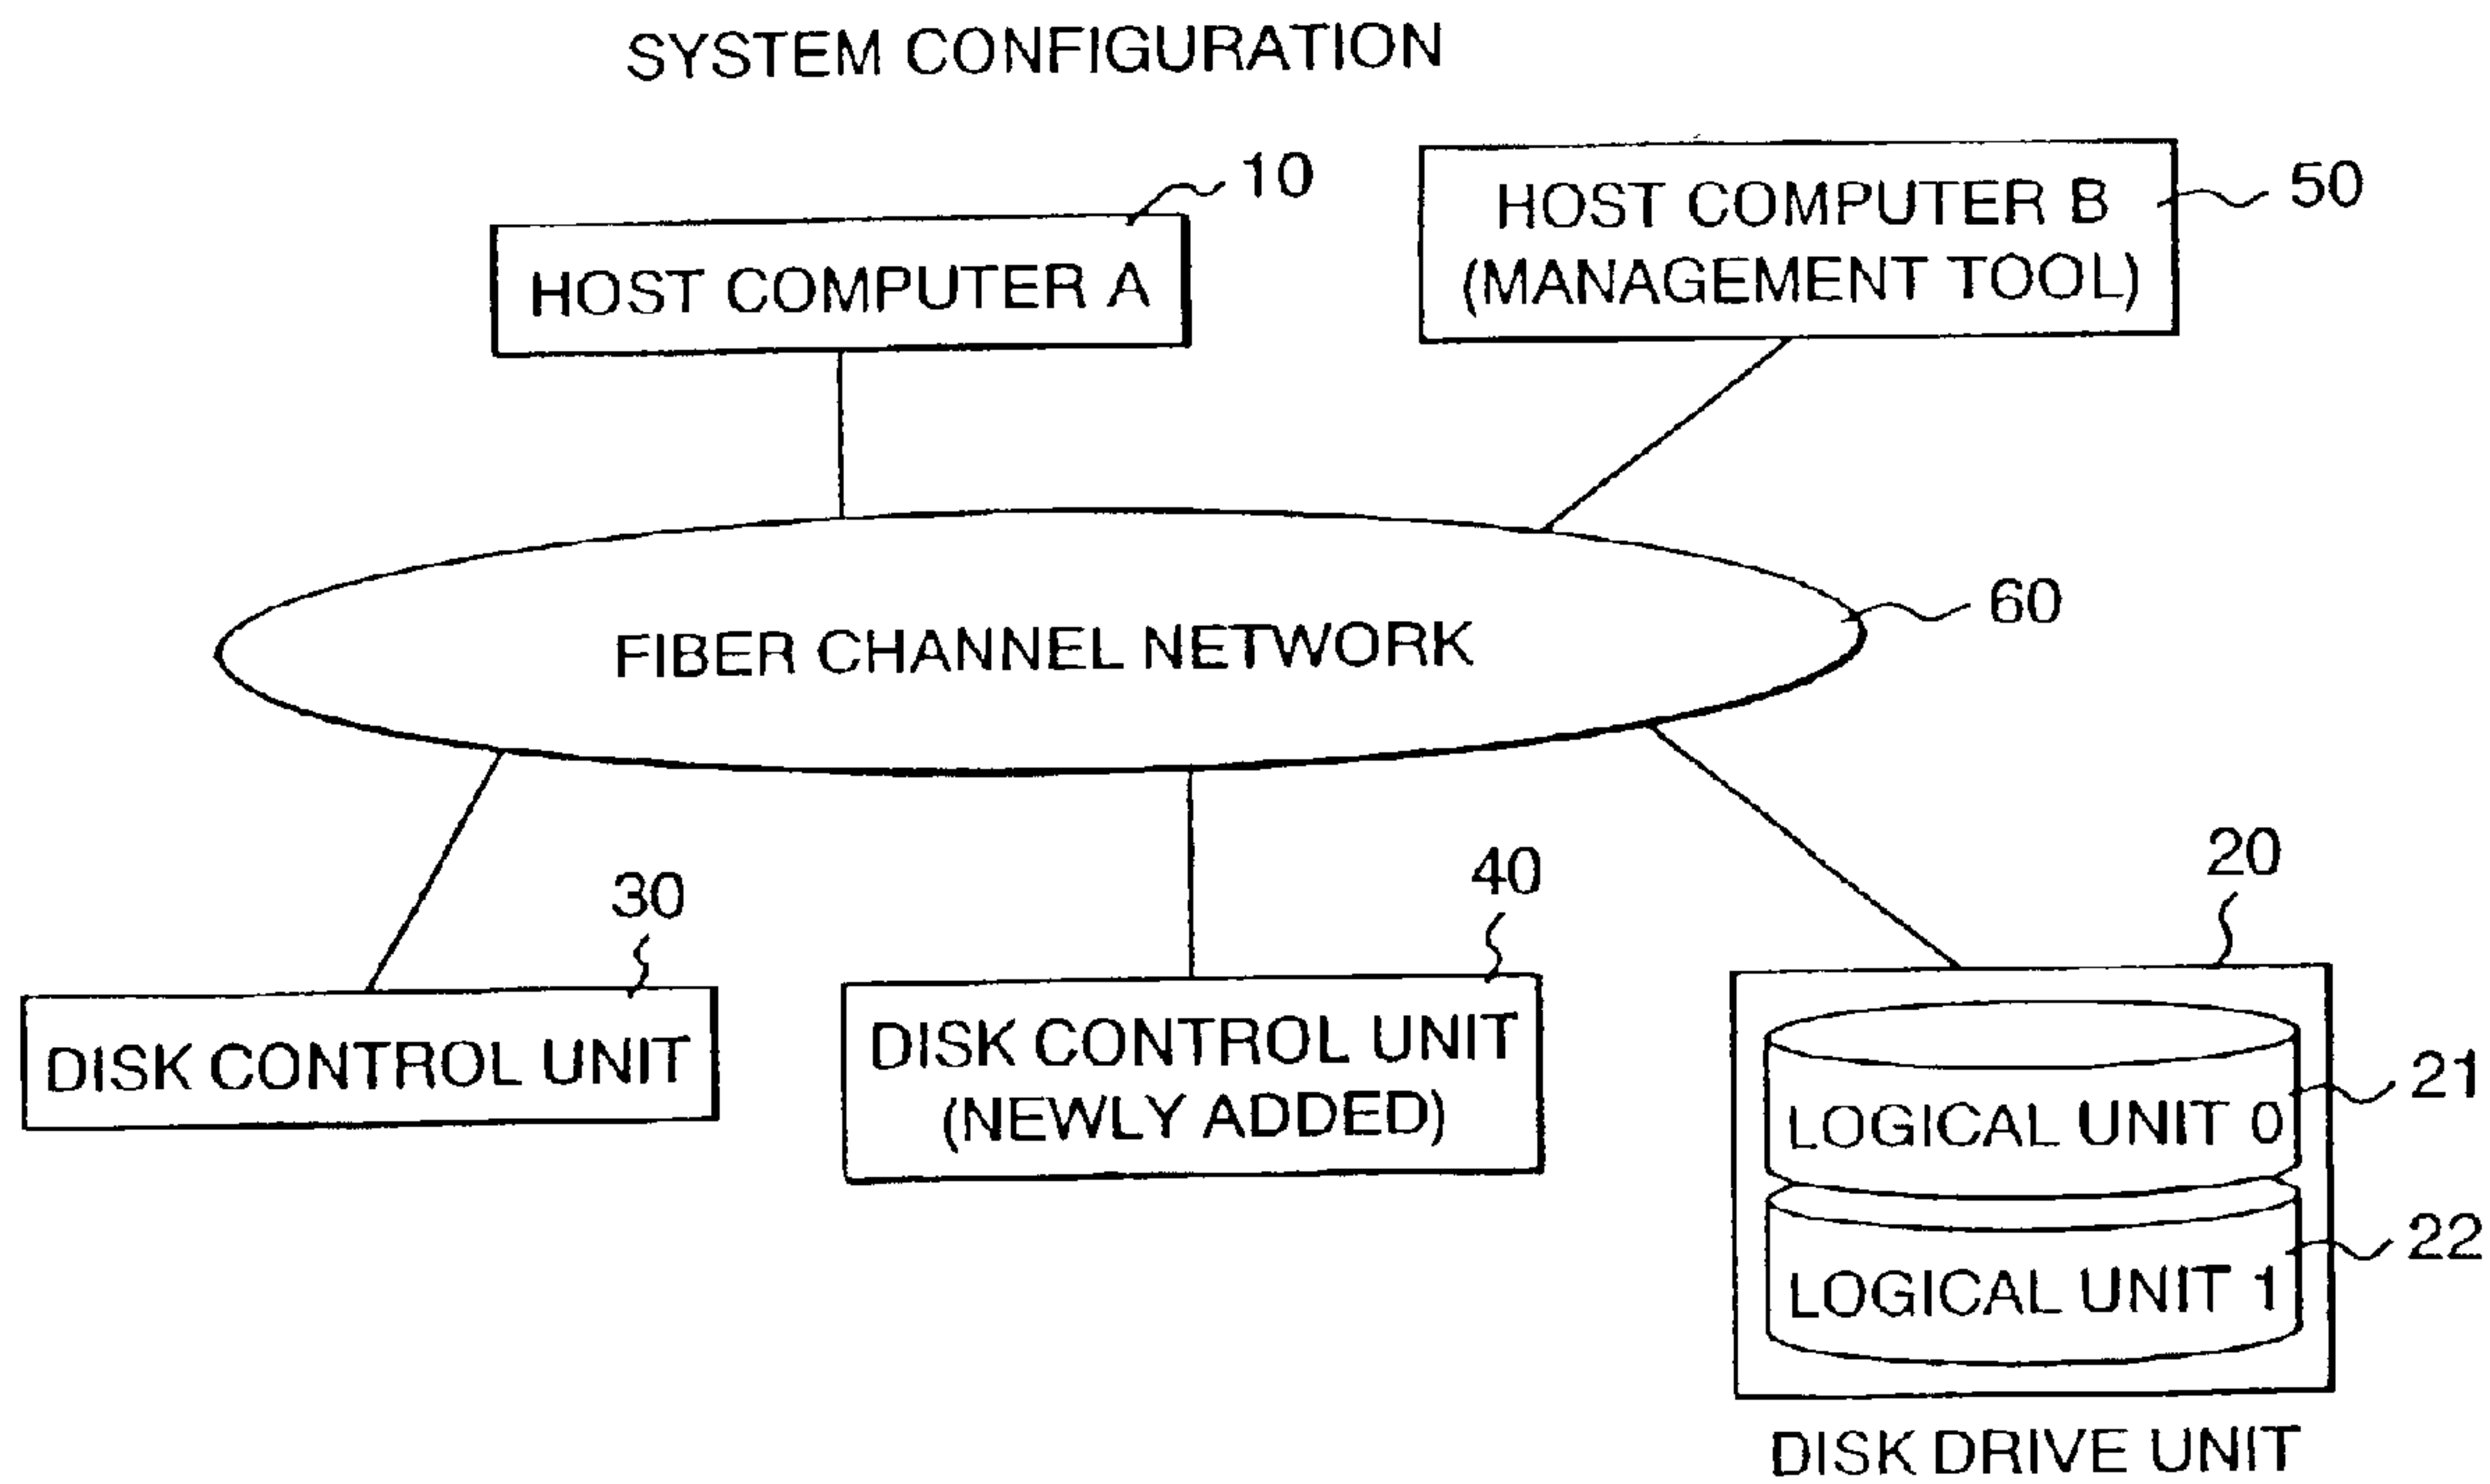 SYSTEM CONFIGURATION
10
HOST COMPUTER A
50
HOST COMPUTER B
(MANAGEMENT TOOL)
60
FIBER CHANNEL NETWORK
30
DISK CONTROL UNIT
40
DISK CONTROL UNIT
(NEWLY ADDED)
20
21
LOGICAL UNIT 0
22
LOGICAL UNIT 1
DISK DRIVE UNIT